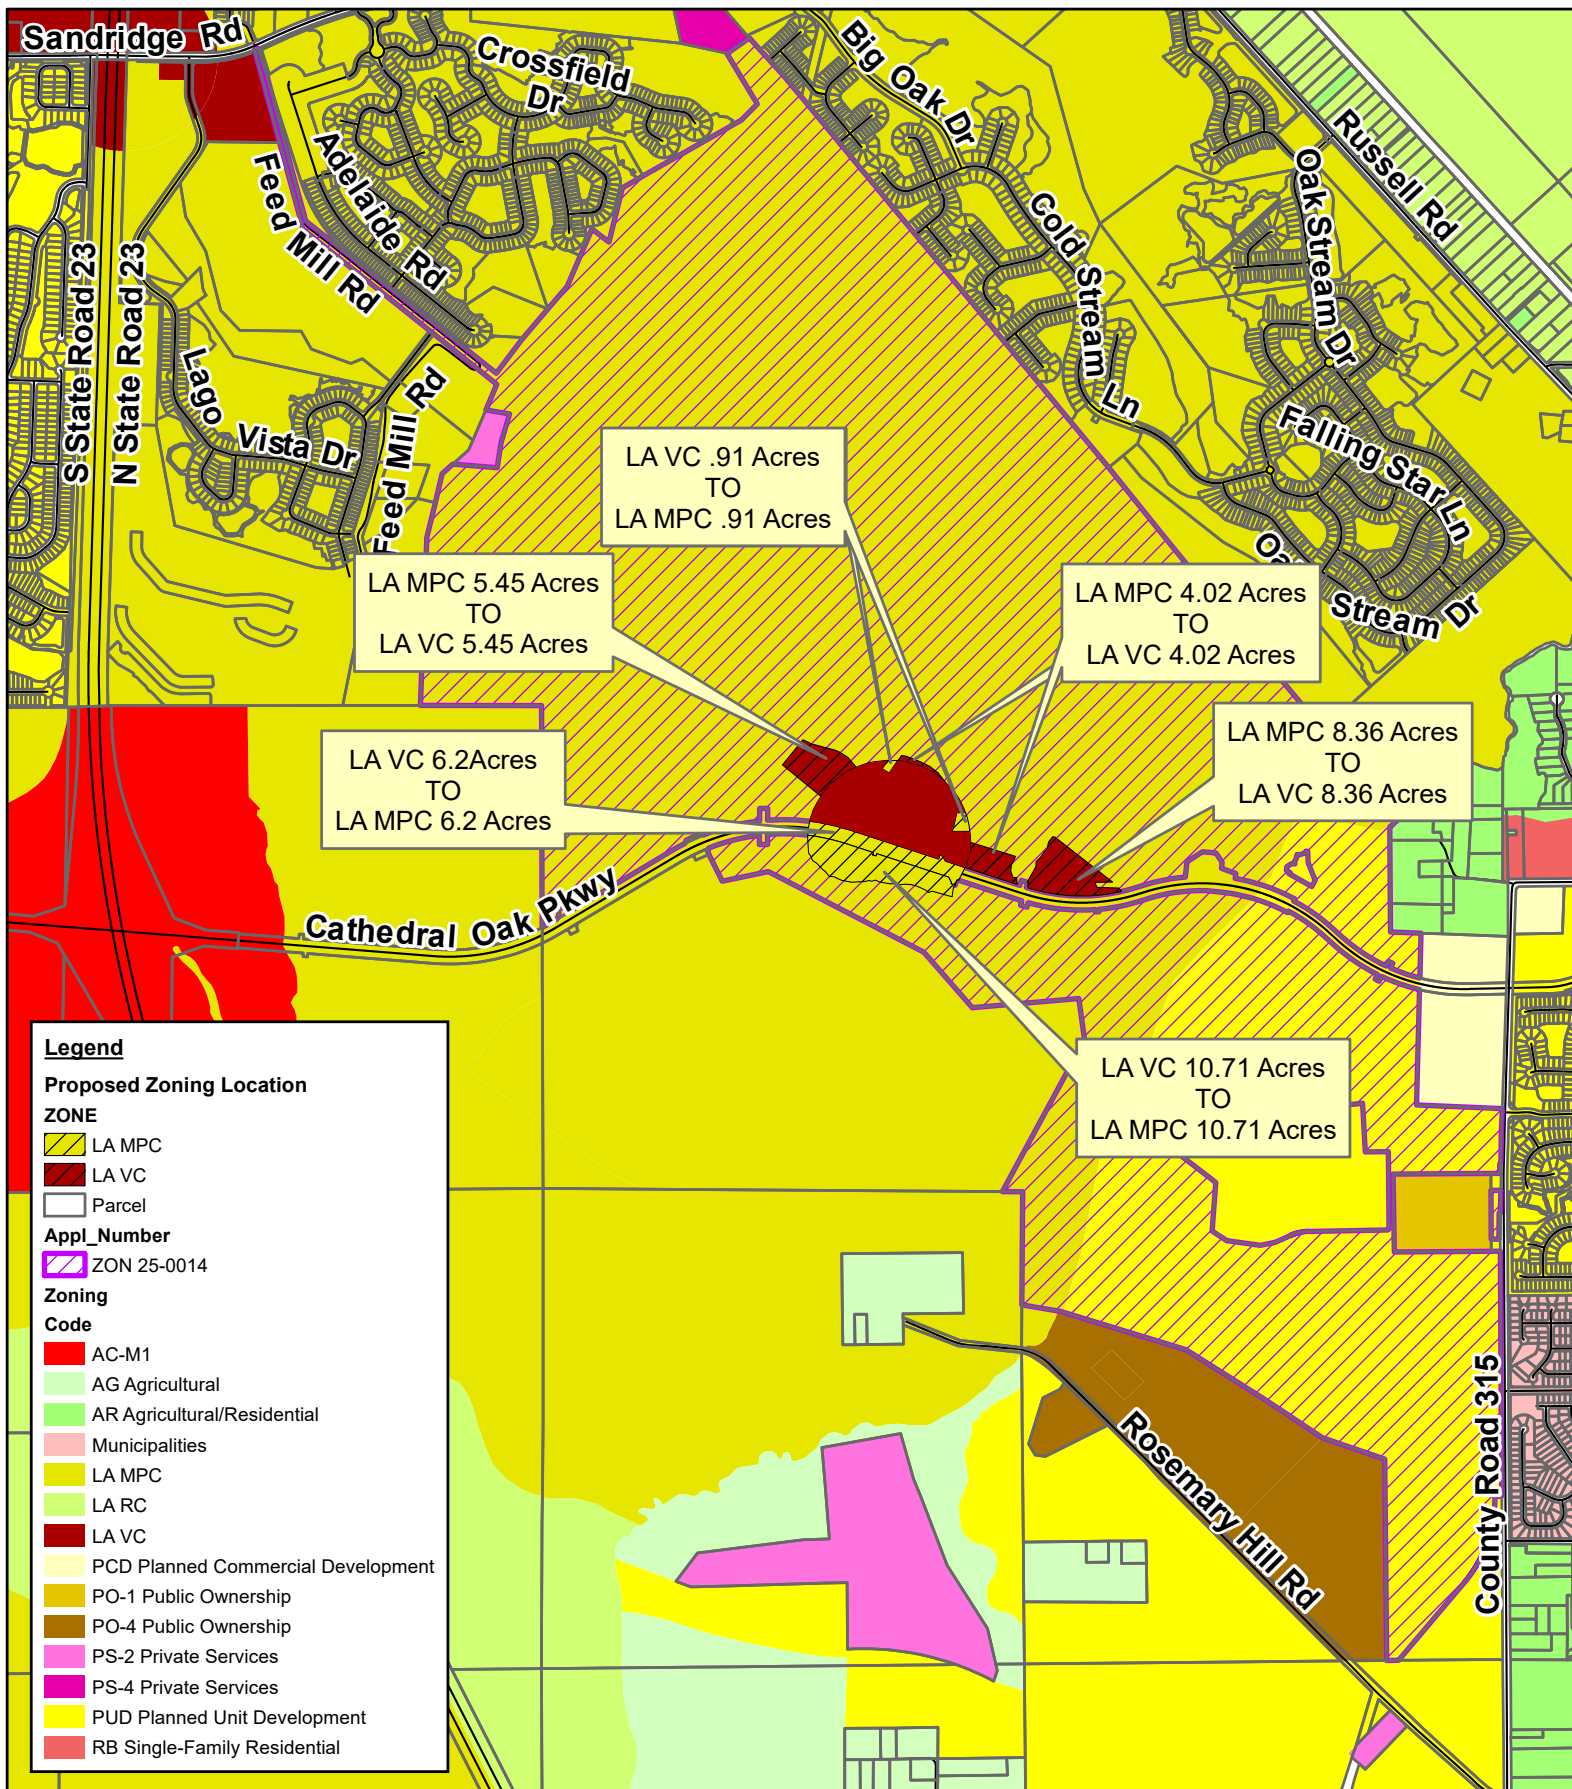 Sandridge Rd
Crossfield
Dr
Big Oak Dr
Russell Rd
Adelaide Rd
Feed Mill Rd
Oak Stream Dr
Cold
Stream
Ln
S State Road 23
N State Road 23
Lago
Vista Dr
Feed Mill Rd
Falling Star Ln
Oak
Stream Dr
LA VC .91 Acres
TO
LA MPC .91 Acres
LA MPC 5.45 Acres
TO
LA VC 5.45 Acres
LA MPC 4.02 Acres
TO
LA VC 4.02 Acres
LA VC 6.2Acres
TO
LA MPC 6.2 Acres
LA MPC 8.36 Acres
TO
LA VC 8.36 Acres
Cathedral Oak Pkwy
LA VC 10.71 Acres
TO
LA MPC 10.71 Acres
Rosemary Hill Rd
County Road 315
Legend
Proposed Zoning Location
ZONE
LA MPC
LA VC
Parcel
Appl_Number
ZON 25-0014
Zoning
Code
AC-M1
AG Agricultural
AR Agricultural/Residential
Municipalities
LA MPC
LA RC
LA VC
PCD Planned Commercial Development
PO-1 Public Ownership
PO-4 Public Ownership
PS-2 Private Services
PS-4 Private Services
PUD Planned Unit Development
RB Single-Family Residential